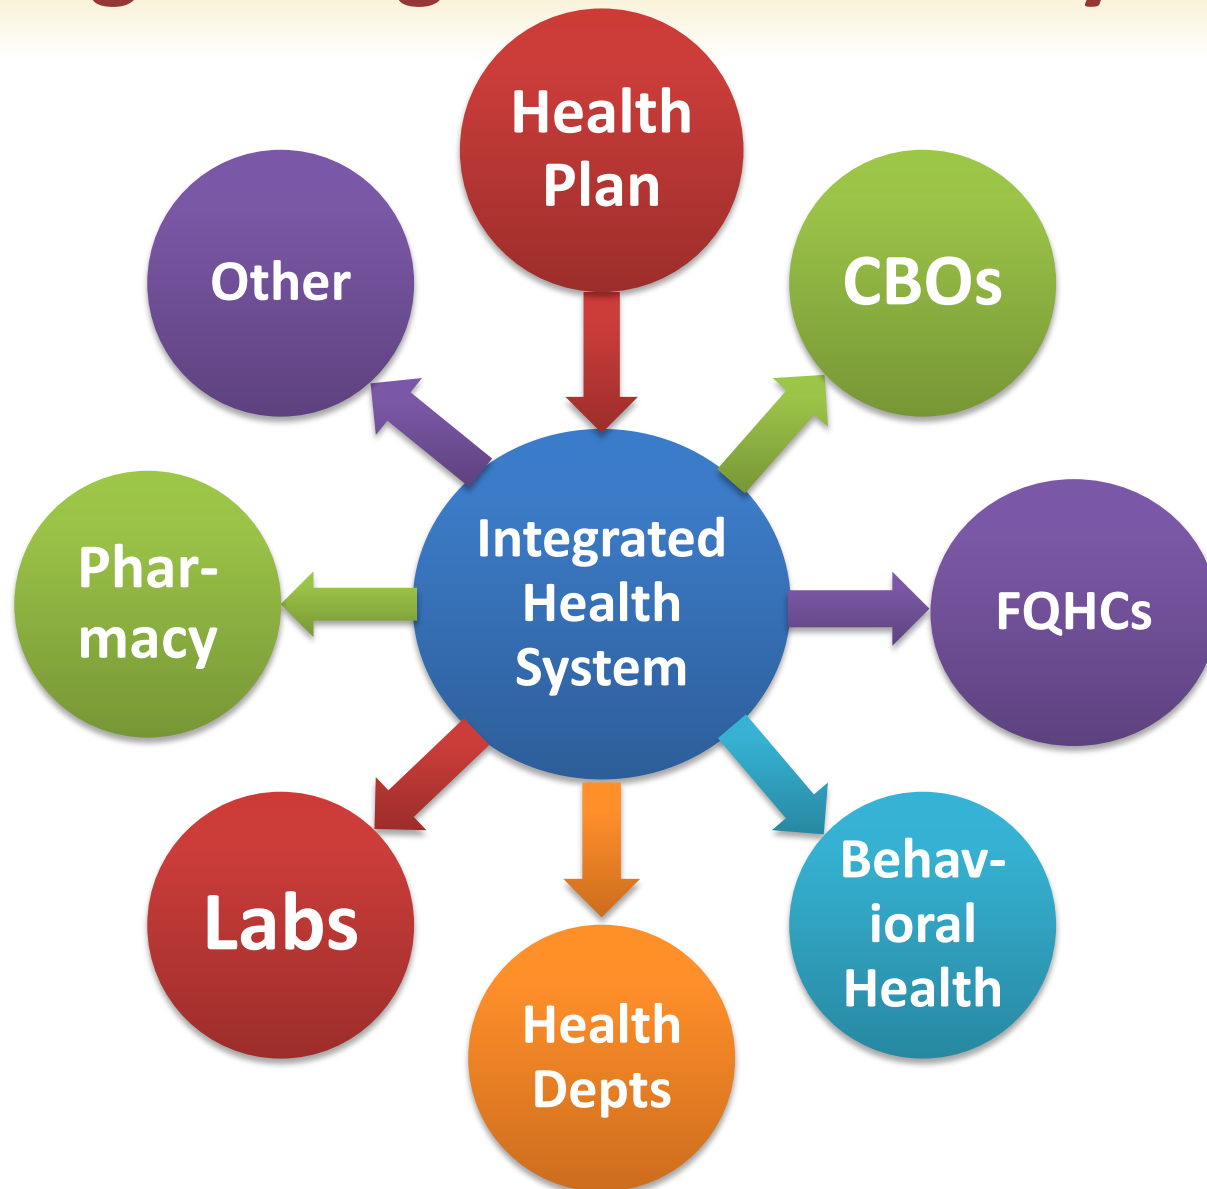 Health
Plan
Other
CBOs
Integrated
Health
System
Phar-
macy
FQHCs
Labs
Behav-
ioral
Health
Health
Depts